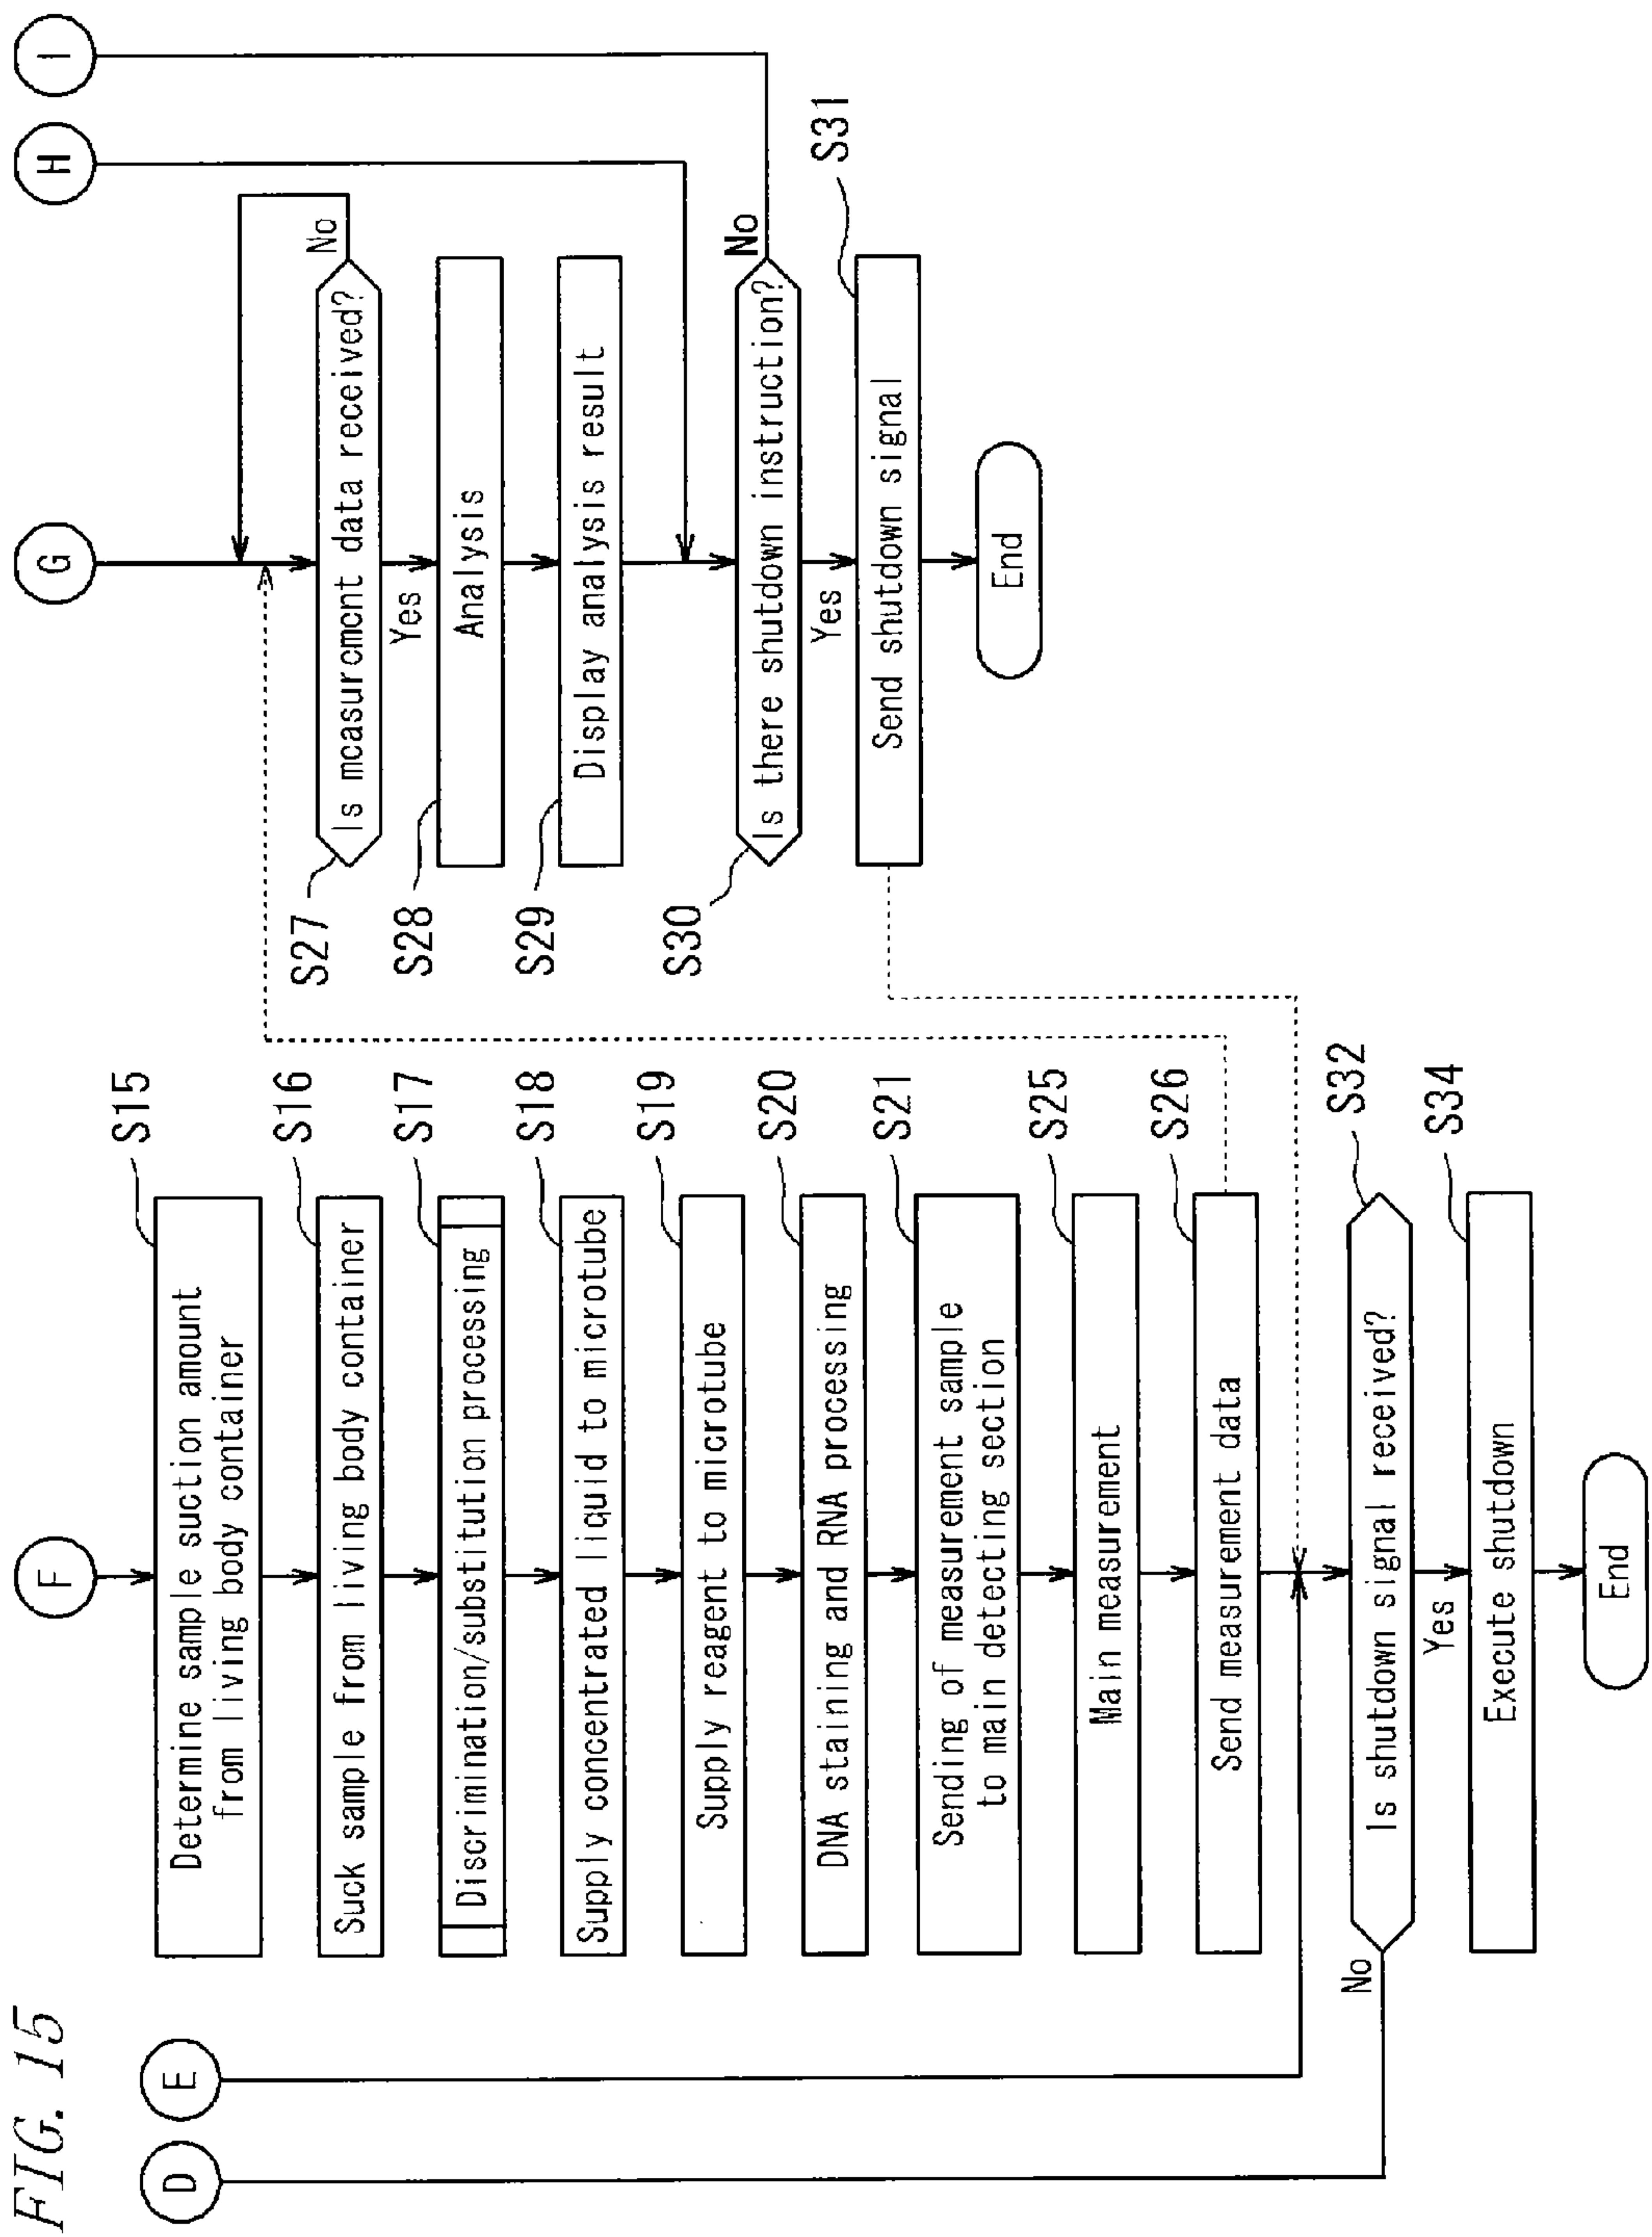 FIG. 15
D
E
F
Determine sample suction amount
from living body container
S15
Suck sample from living body container
S16
Discrimination/substitution processing
S17
Supply concentrated liquid to microtube
S18
Supply reagent to microtube
S19
DNA staining and RNA processing
S20
Sending of measurement sample
to main detecting section
S21
Main measurement
S25
Send measurement data
S26
Is shutdown signal received?
S32
No
Yes
Execute shutdown
S34
End
G
H
I
S27
Is measurement data received?
No
Yes
S28
Analysis
S29
Display analysis result
S30
Is there shutdown instruction?
No
Yes
Send shutdown signal
S31
End